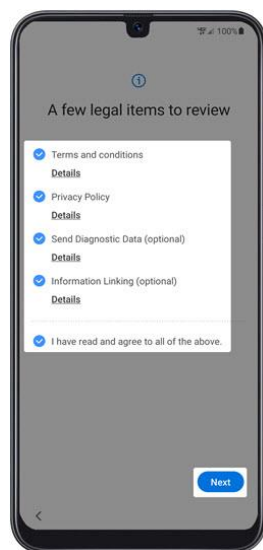 100%
A few legal items to review
Terms and conditions
Details
Privacy Policy
Details
Send Diagnostic Data (optional)
Details
Information Linking (optional)
Details
I have read and agree to all of the above.
Next